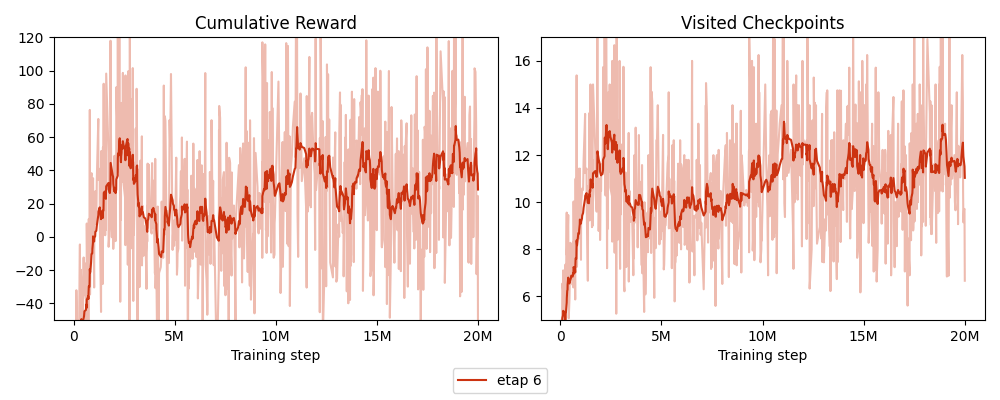 Cumulative Reward
120
100
80
60
40
20
0
−20
−40
0 5M 10M 15M 20M
Training step
Visited Checkpoints
16
14
12
10
8
6
0 5M 10M 15M 20M
Training step
etap 6